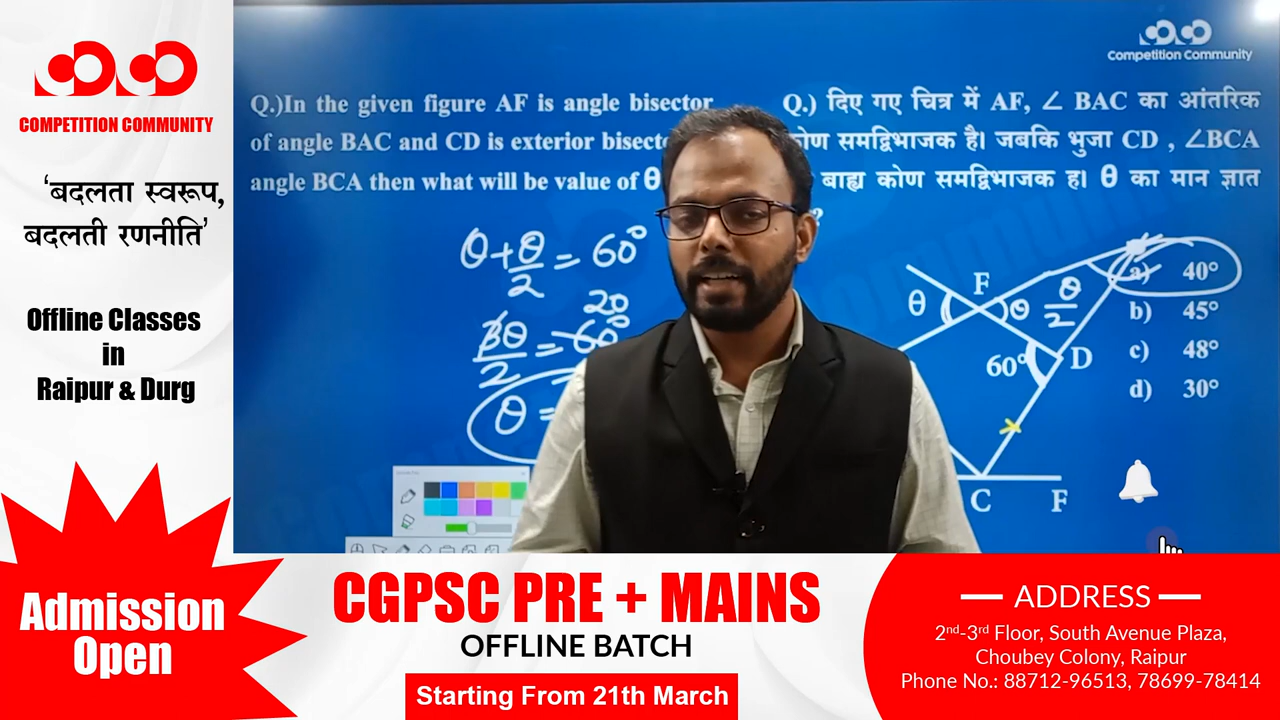 COMPETITION COMMUNITY
‘बदलता स्वरूप,
बदलती रणनीति’
Offline Classes
in
Raipur & Durg
Admission
Open
Competition Community
Q.)In the given figure AF is angle bisector
of angle BAC and CD is exterior bisect
angle BCA then what will be value of θ
Q.) दिए गए चित्र में AF, ∠ BAC का आंतरिक
कोण समद्विभाजक है। जबकि भुजा CD , ∠BCA
बाह्य कोण समद्विभाजक ह। θ का मान ज्ञात
?
θ+θ/2 = 60°
3θ/2 = 60°
20
θ =
F
θ
θ
θ/2
60°
D
C
F
a) 40°
b) 45°
c) 48°
d) 30°
CGPSC PRE + MAINS
OFFLINE BATCH
Starting From 21th March
ADDRESS
2nd-3rd Floor, South Avenue Plaza,
Choubey Colony, Raipur
Phone No.: 88712-96513, 78699-78414